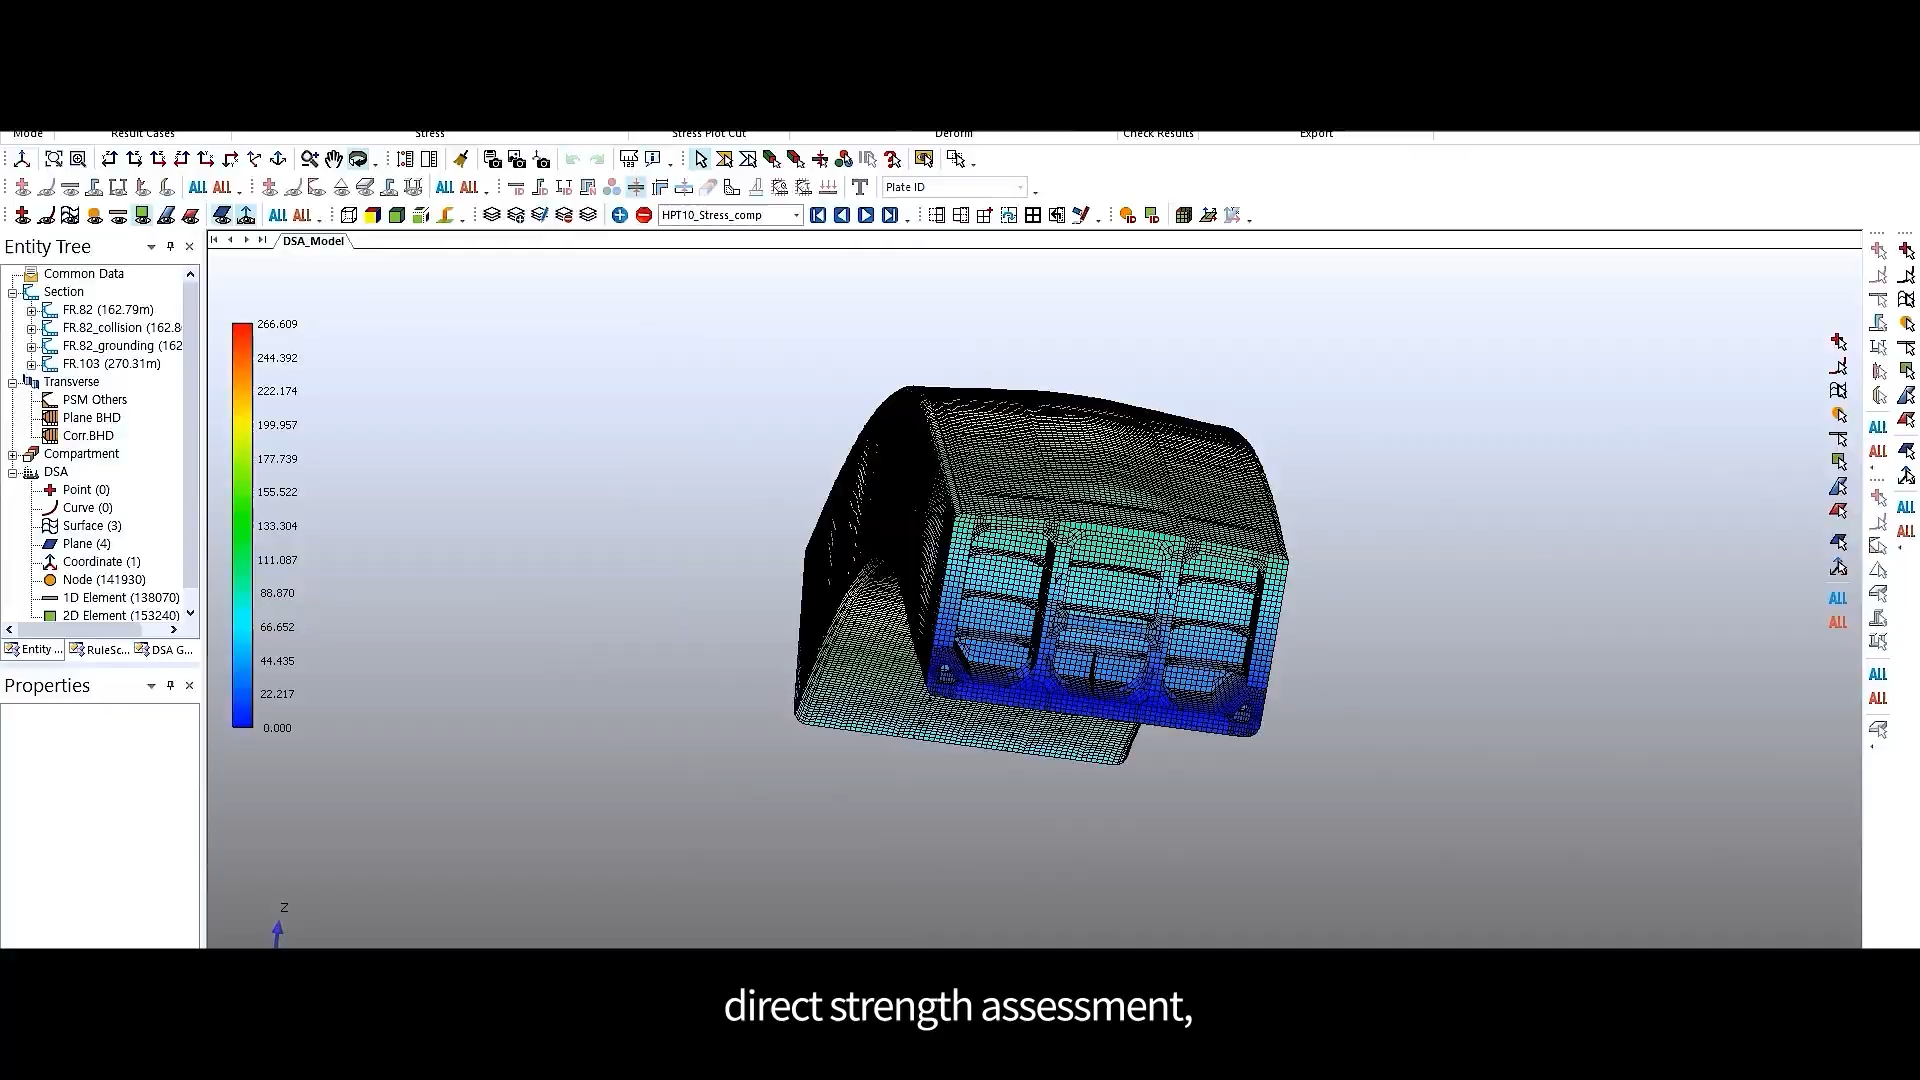 Mode Result Cases Stress Stress Plot Cut Deform Check Results Export
ALL ALL ALL ALL Plate ID
ALL ALL HPT10_Stress_comp
Entity Tree
DSA_Model
Common Data
Section
FR.82 (162.79m)
FR.82_collision (162.8
FR.82_grounding (162
FR.103 (270.31m)
Transverse
PSM Others
Plane BHD
Corr.BHD
Compartment
DSA
Point (0)
Curve (0)
Surface (3)
Plane (4)
Coordinate (1)
Node (141930)
1D Element (138070)
2D Element (153240)
Entity ... RuleSc... DSA G...
Properties
266.609
244.392
222.174
199.957
177.739
155.522
133.304
111.087
88.870
66.652
44.435
22.217
0.000
Z
ALL
ALL
ALL
ALL
ALL
ALL
ALL
ALL
direct strength assessment,